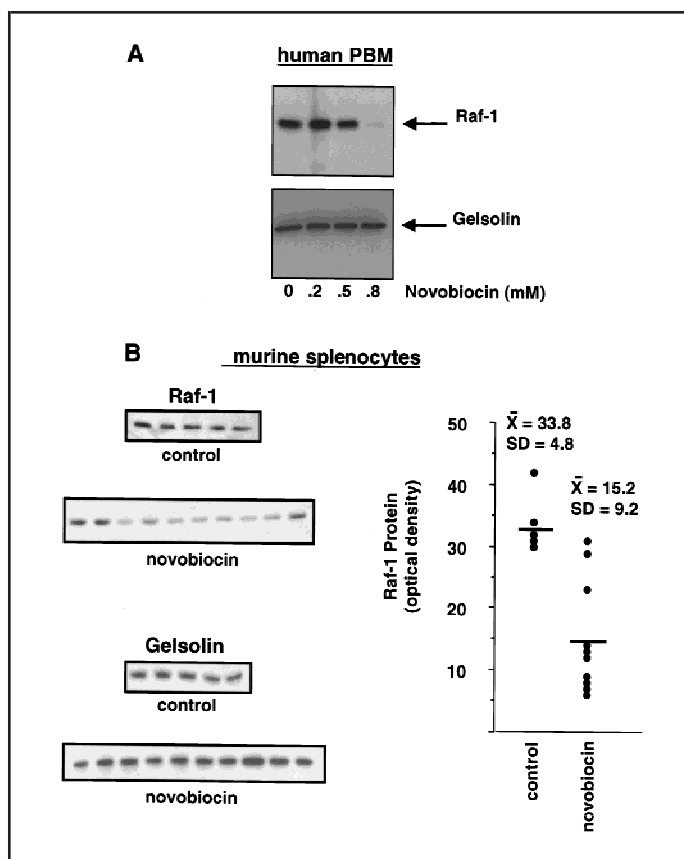 A
human PBM
Raf-1
Gelsolin
0 .2 .5 .8 Novobiocin (mM)
B
murine splenocytes
Raf-1
control
novobiocin
Gelsolin
control
novobiocin
Raf-1 Protein
(optical density)
50
40
30
20
10
X̄ = 33.8
SD = 4.8
X̄ = 15.2
SD = 9.2
control
novobiocin